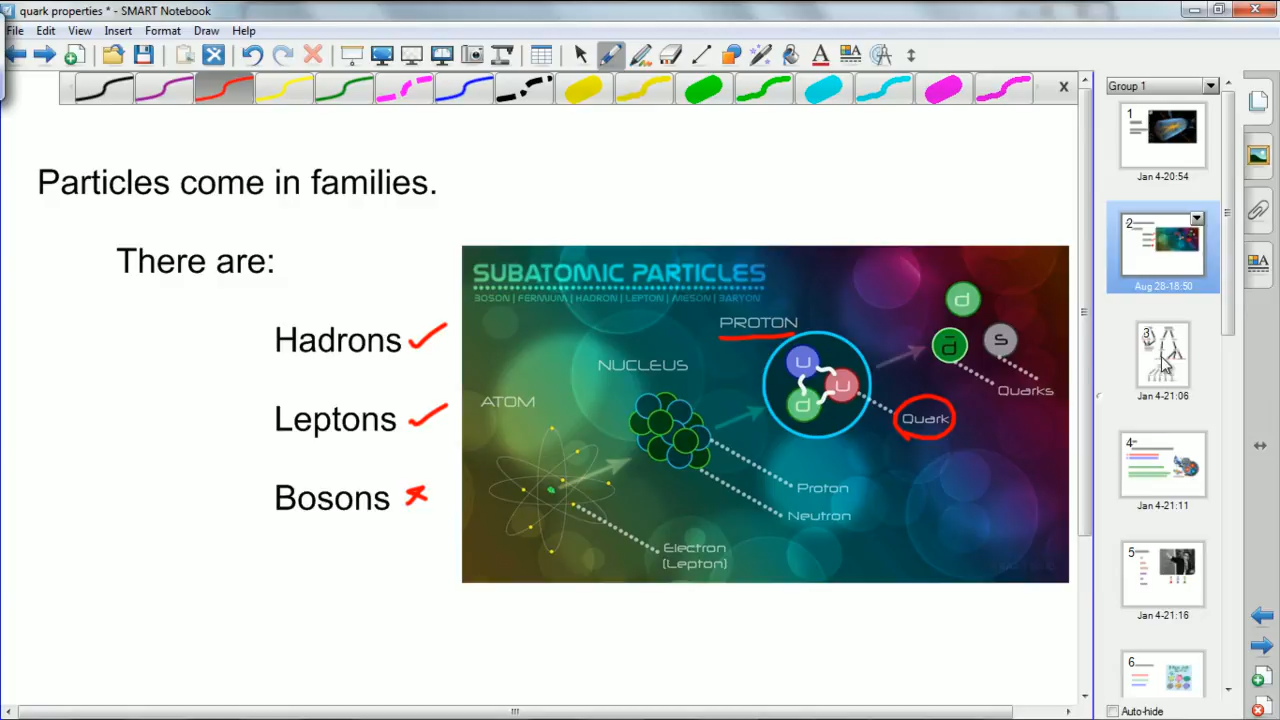 quark properties * - SMART Notebook
File Edit View Insert Format Draw Help
Group 1
Particles come in families.
There are:
Hadrons
Leptons
Bosons
SUBATOMIC PARTICLES
BOSON | FERMIUM | HADRON | LEPTON | MESON | BARYON
PROTON
NUCLEUS
ATOM
u
u
d
d
d̄
s
Quarks
Quark
Proton
Neutron
Electron
(Lepton)
1
Jan 4-20:54
2
Aug 28-18:50
3
Jan 4-21:06
4
Jan 4-21:11
5
Jan 4-21:16
6
Auto-hide